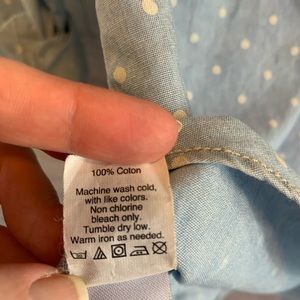 100% Coton
Machine wash cold,
with like colors.
Non chlorine
bleach only.
Tumble dry low.
Warm iron as needed.